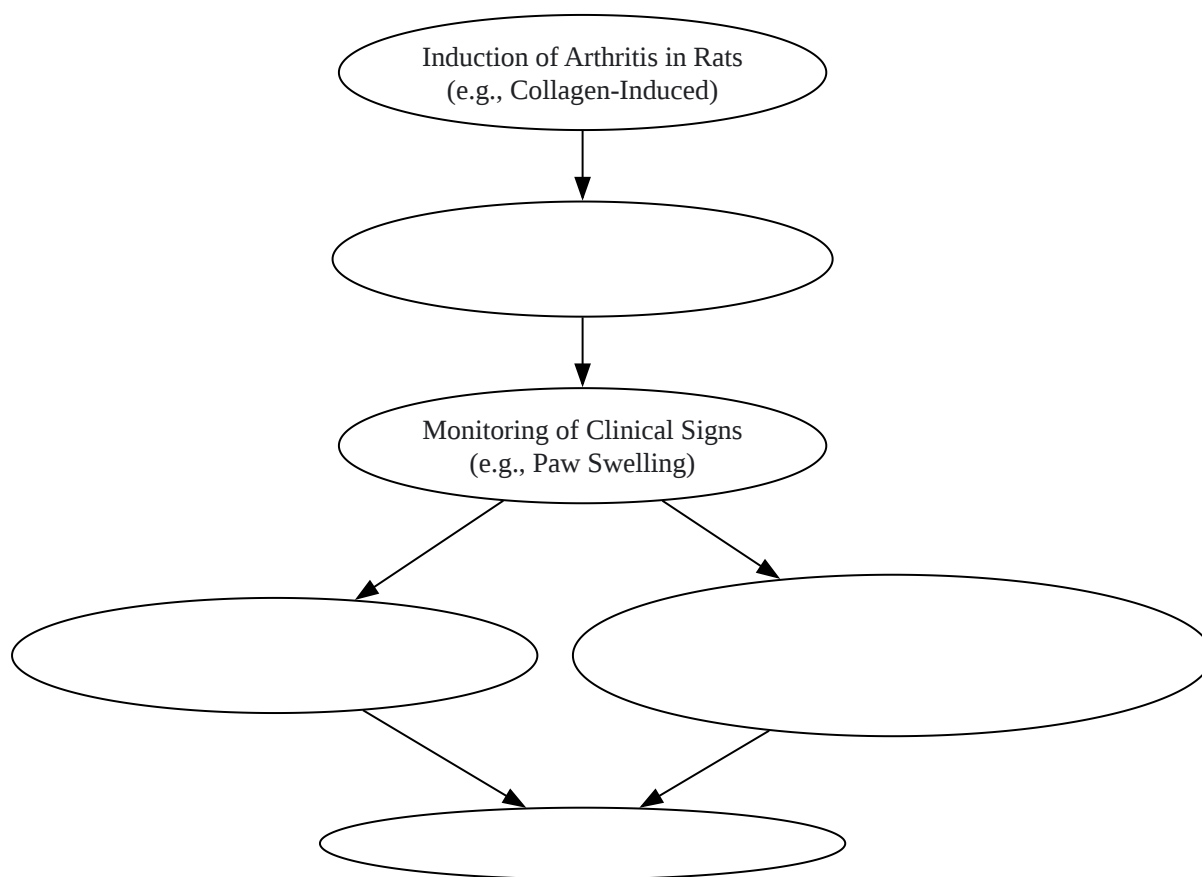 Induction of Arthritis in Rats
(e.g., Collagen-Induced)
Monitoring of Clinical Signs
(e.g., Paw Swelling)